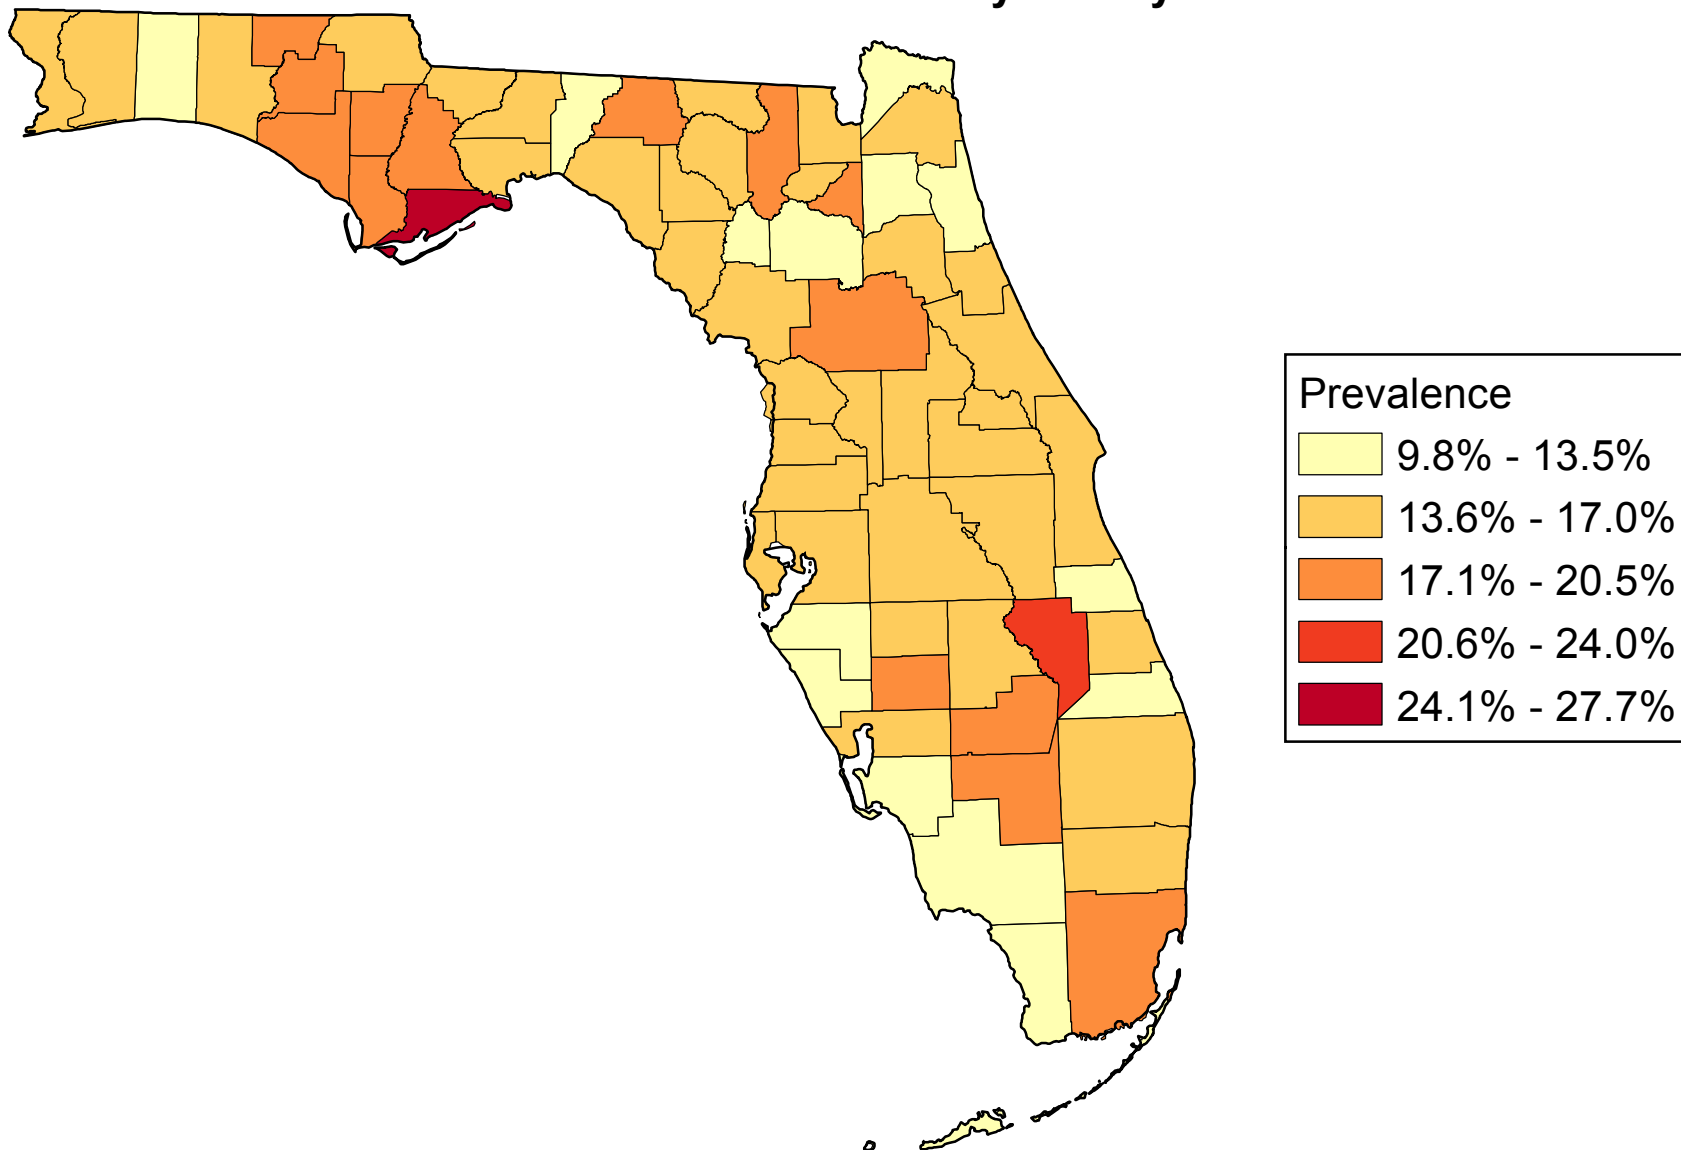 Prevalence
9.8% - 13.5%
13.6% - 17.0%
17.1% - 20.5%
20.6% - 24.0%
24.1% - 27.7%